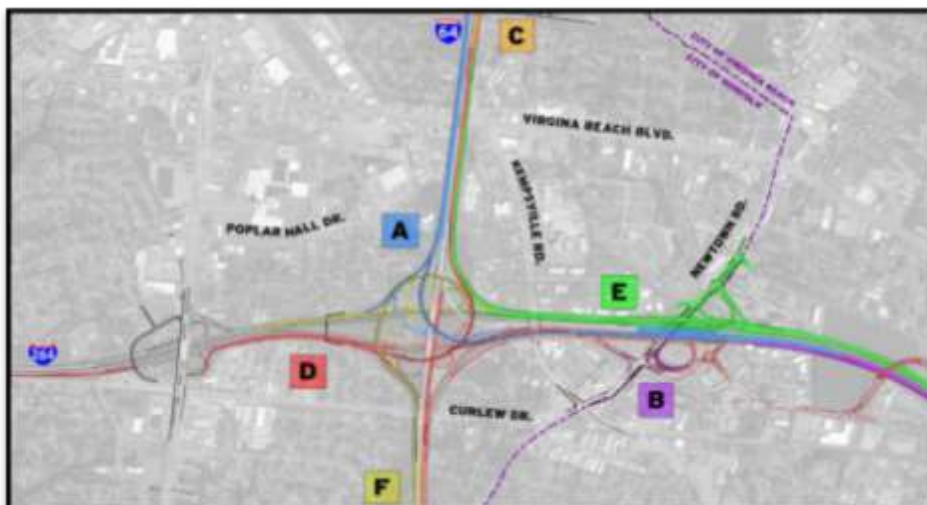 64
C
CITY OF VIRGINIA BEACH
CITY OF NORFOLK
VIRGINA BEACH BLVD.
KEMPSVILLE RD.
POPLAR HALL DR.
A
NEWTOWN RD.
E
264
D
B
CURLEW DR.
F